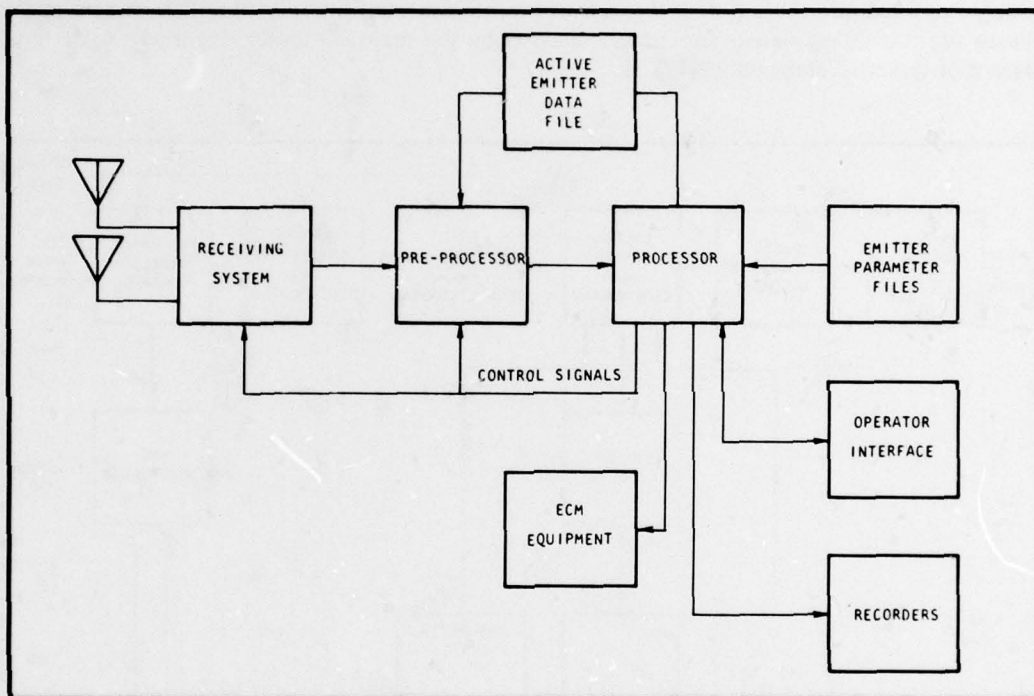 ACTIVE
EMITTER
DATA
FILE
RECEIVING
SYSTEM
PRE-PROCESSOR
PROCESSOR
EMITTER
PARAMETER
FILES
CONTROL SIGNALS
OPERATOR
INTERFACE
ECM
EQUIPMENT
RECORDERS